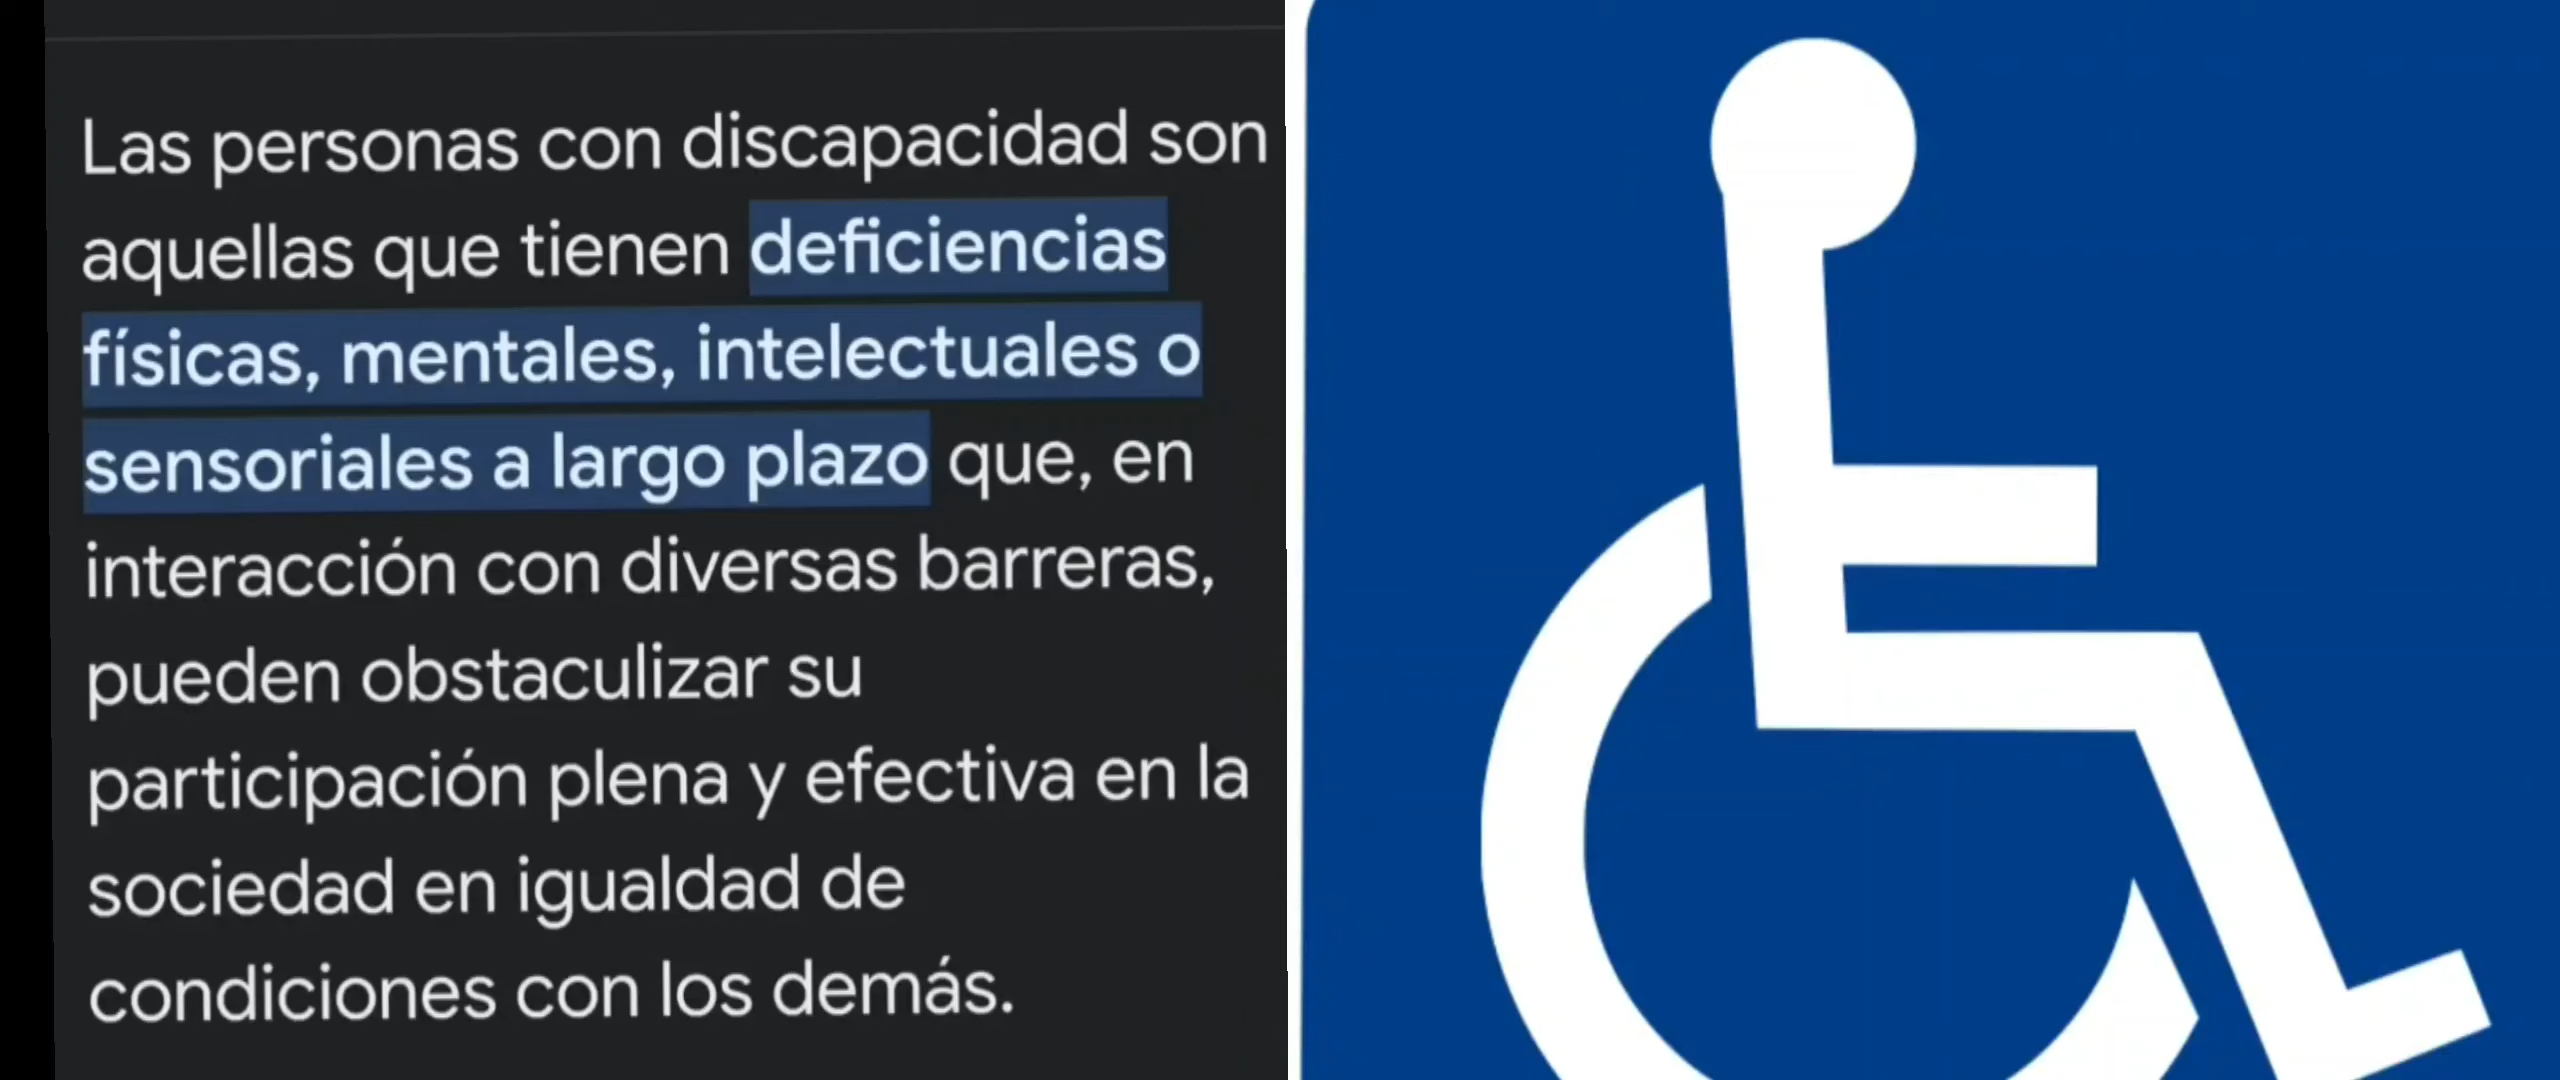 Las personas con discapacidad son
aquellas que tienen deficiencias
físicas, mentales, intelectuales o
sensoriales a largo plazo que, en
interacción con diversas barreras,
pueden obstaculizar su
participación plena y efectiva en la
sociedad en igualdad de
condiciones con los demás.